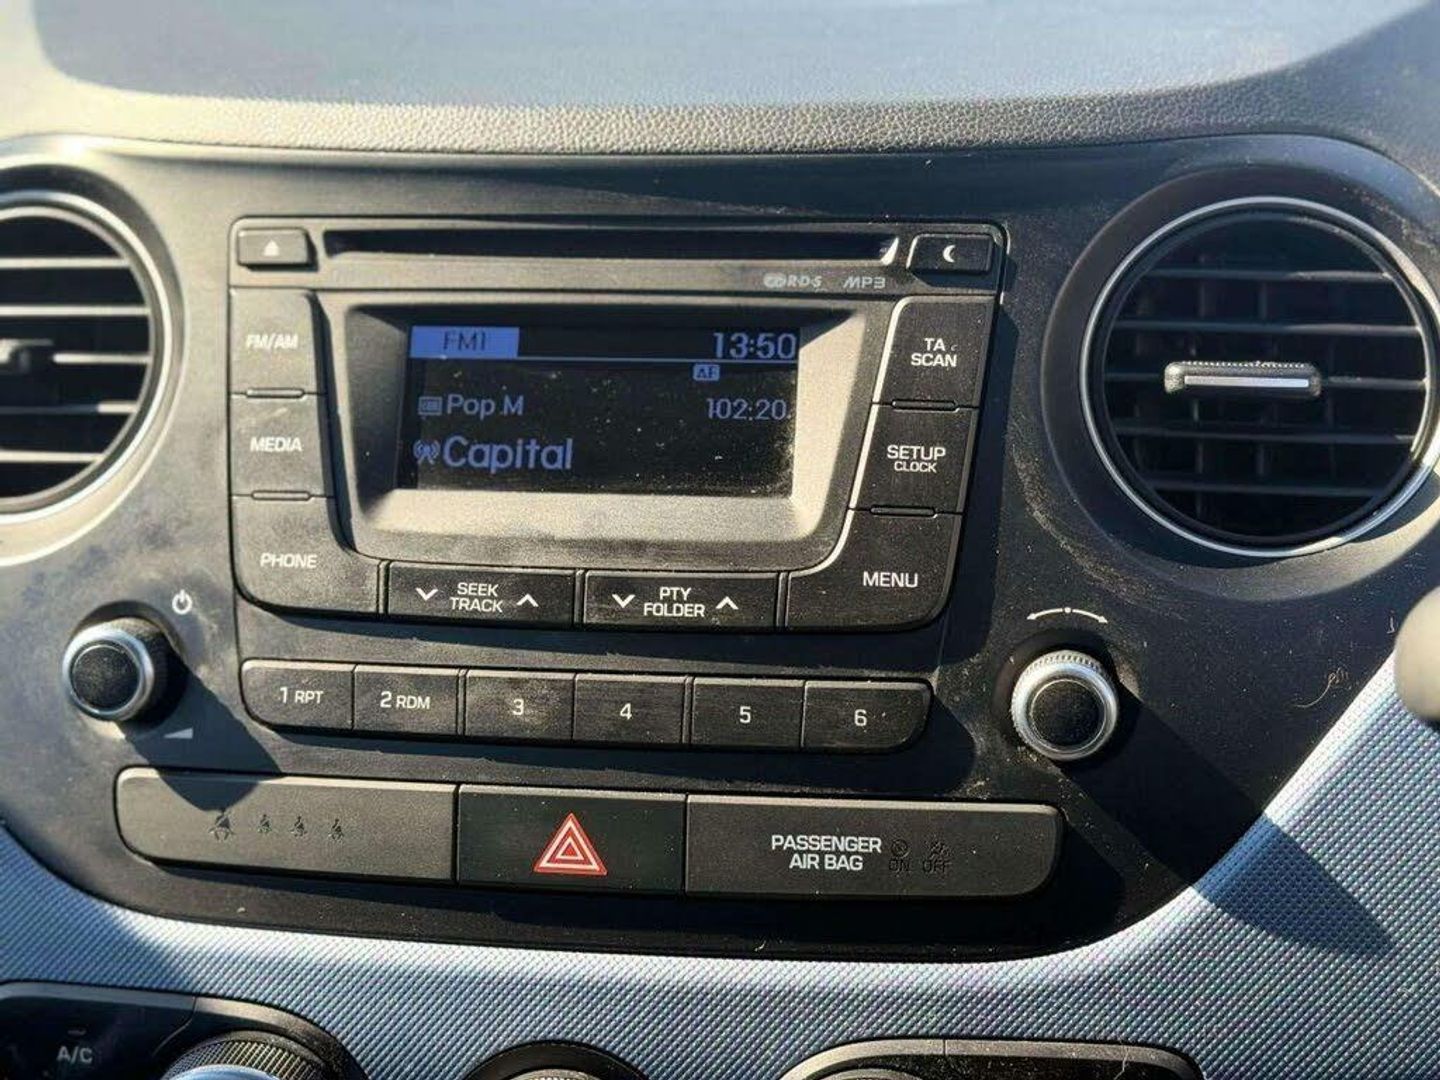 RDS MP3
FM/AM
FM1 13:50
AF
TA
SCAN
Pop M 102:20
MEDIA
Capital
SETUP
CLOCK
PHONE
SEEK
TRACK
PTY
FOLDER
MENU
1 RPT 2 RDM 3 4 5 6
PASSENGER
AIR BAG ON OFF
A/C